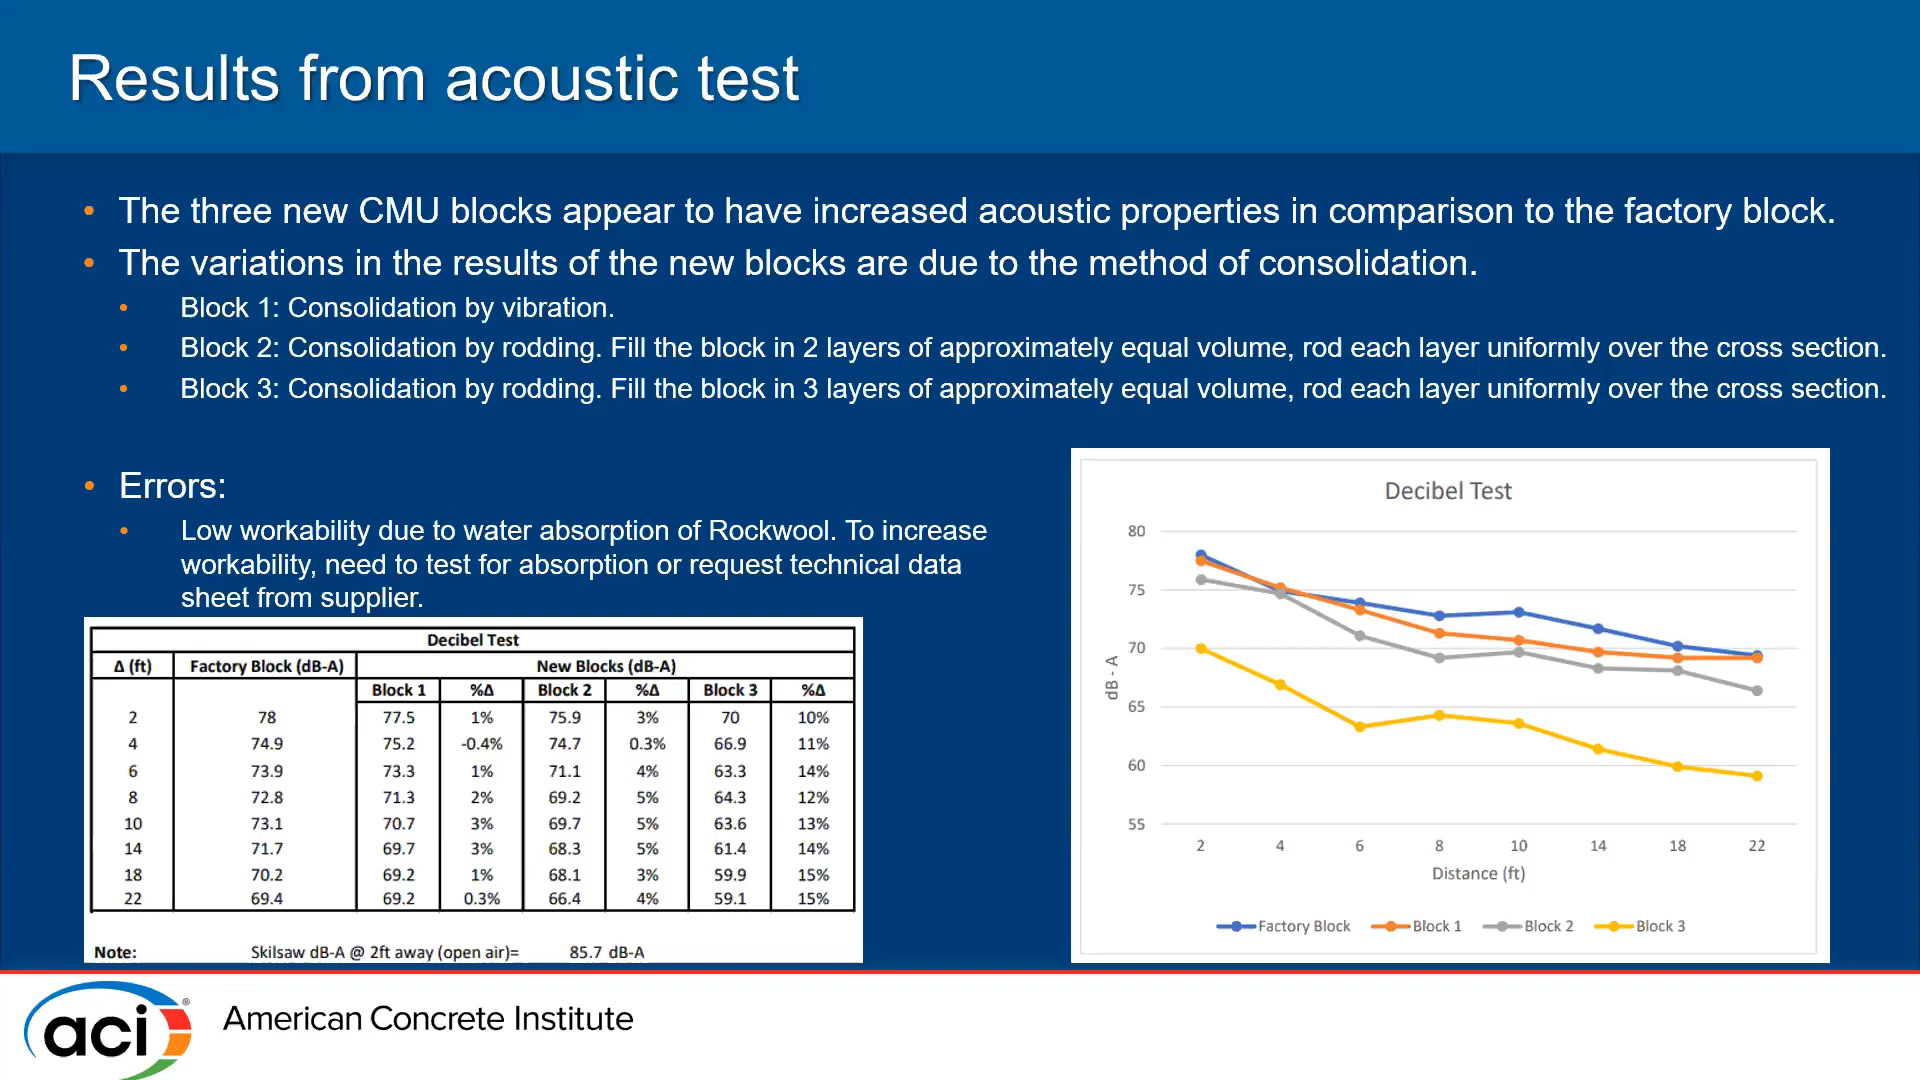 Results from acoustic test
• The three new CMU blocks appear to have increased acoustic properties in comparison to the factory block.
• The variations in the results of the new blocks are due to the method of consolidation.
• Block 1: Consolidation by vibration.
• Block 2: Consolidation by rodding. Fill the block in 2 layers of approximately equal volume, rod each layer uniformly over the cross section.
• Block 3: Consolidation by rodding. Fill the block in 3 layers of approximately equal volume, rod each layer uniformly over the cross section.
• Errors:
• Low workability due to water absorption of Rockwool. To increase
workability, need to test for absorption or request technical data
sheet from supplier.
Decibel Test
Δ (ft) Factory Block (dB-A) New Blocks (dB-A)
Block 1 %Δ Block 2 %Δ Block 3 %Δ
2 78 77.5 1% 75.9 3% 70 10%
4 74.9 75.2 -0.4% 74.7 0.3% 66.9 11%
6 73.9 73.3 1% 71.1 4% 63.3 14%
8 72.8 71.3 2% 69.2 5% 64.3 12%
10 73.1 70.7 3% 69.7 5% 63.6 13%
14 71.7 69.7 3% 68.3 5% 61.4 14%
18 70.2 69.2 1% 68.1 3% 59.9 15%
22 69.4 69.2 0.3% 66.4 4% 59.1 15%
Note: Skilsaw dB-A @ 2ft away (open air)= 85.7 dB-A
Decibel Test
80
75
70
65
60
55
dB - A
2 4 6 8 10 14 18 22
Distance (ft)
Factory Block Block 1 Block 2 Block 3
aci ®
American Concrete Institute